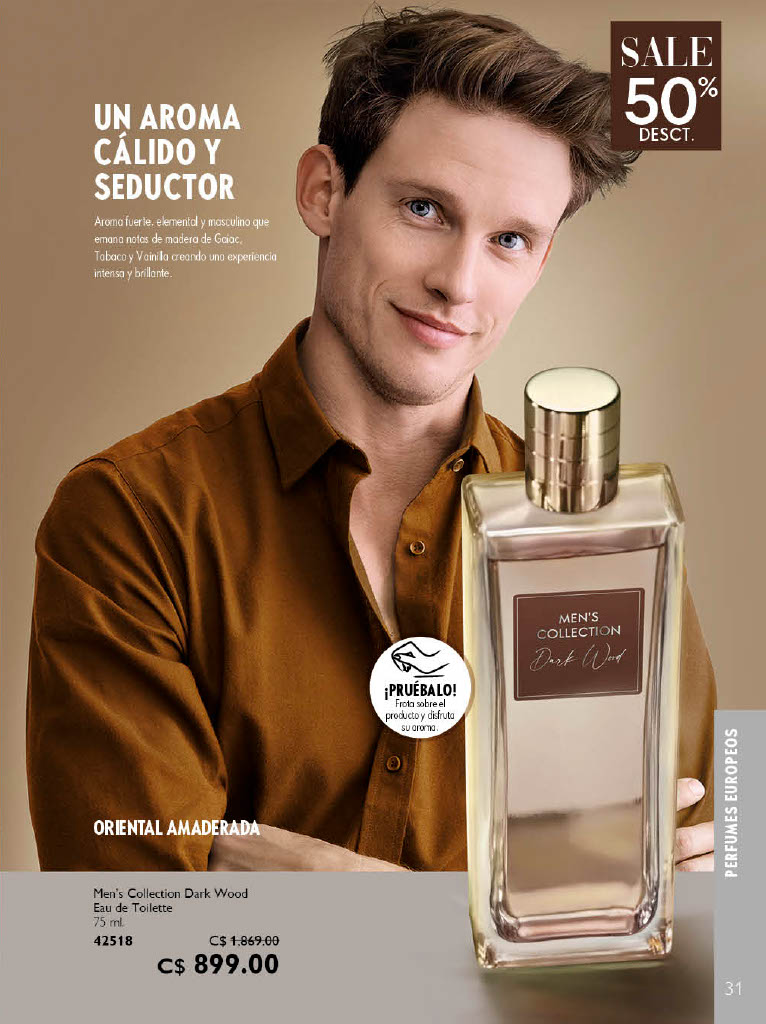 SALE
50%
DESCT.
UN AROMA
CÁLIDO Y
SEDUCTOR
Aroma fuerte, elemental y masculino que
emana notas de madera de Gaiac,
Tabaco y Vainilla creando una experiencia
intensa y brillante.
MEN'S
COLLECTION
Dark Wood
¡PRUÉBALO!
Frota sobre el
producto y disfruta
su aroma.
PERFUMES EUROPEOS
ORIENTAL AMADERADA
Men's Collection Dark Wood
Eau de Toilette
75 ml.
42518 C$ 1,869.00
C$ 899.00
31